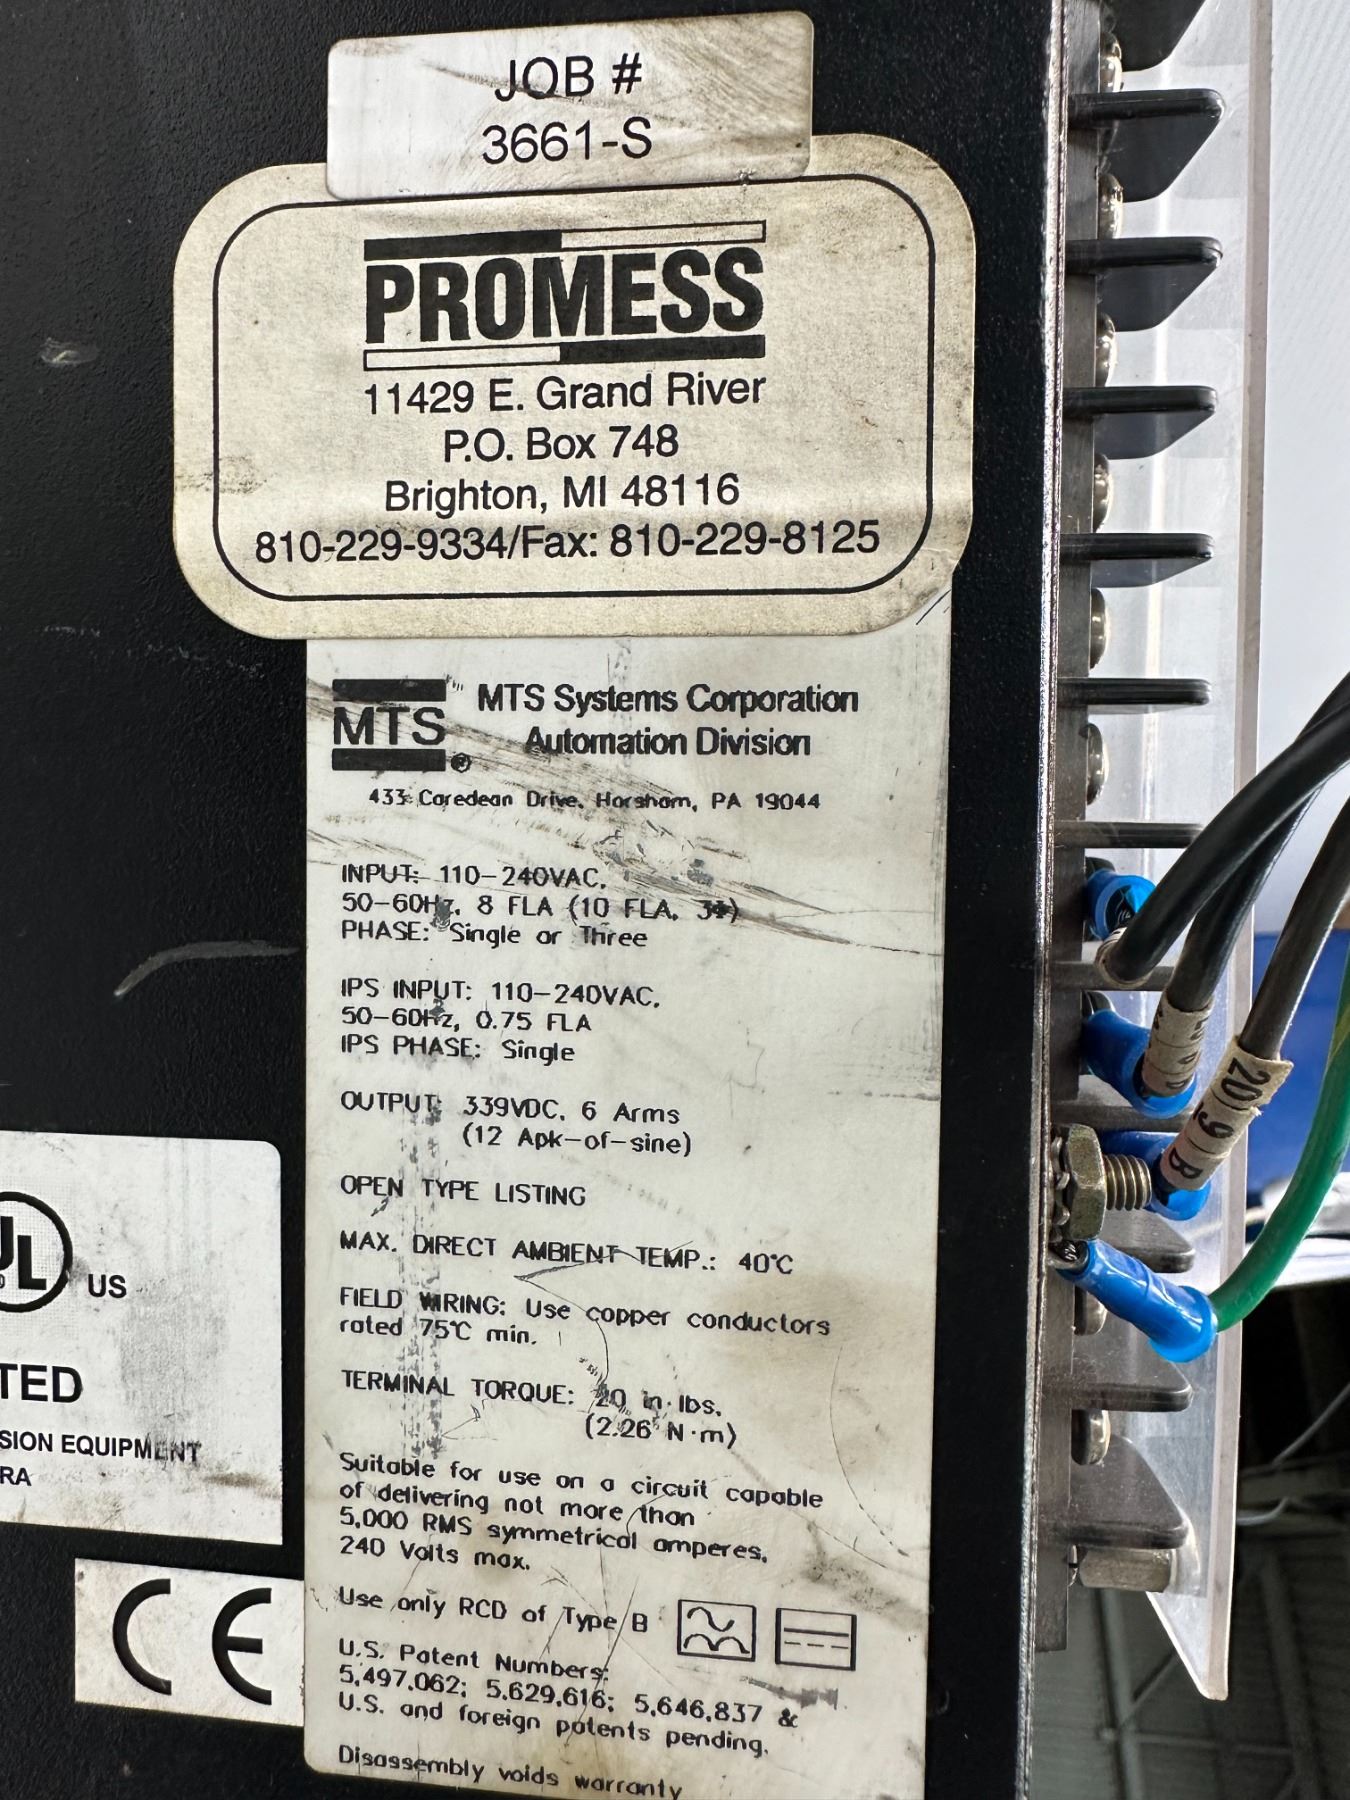 JOB #
3661-S
PROMESS
11429 E. Grand River
P.O. Box 748
Brighton, MI 48116
810-229-9334/Fax: 810-229-8125
MTS ®
MTS Systems Corporation
Automation Division
433 Caredean Drive, Horsham, PA 19044
INPUT: 110-240VAC,
50-60Hz, 8 FLA (10 FLA, 3Φ)
PHASE: Single or Three
IPS INPUT: 110-240VAC,
50-60Hz, 0.75 FLA
IPS PHASE: Single
OUTPUT: 339VDC, 6 Arms
(12 Apk-of-sine)
OPEN TYPE LISTING
MAX. DIRECT AMBIENT TEMP.: 40°C
FIELD WIRING: Use copper conductors
rated 75°C min.
TERMINAL TORQUE: 20 in·lbs.
(2.26 N·m)
Suitable for use on a circuit capable
of delivering not more than
5,000 RMS symmetrical amperes,
240 Volts max.
Use only RCD of Type B
U.S. Patent Numbers:
5,497,062; 5,629,616; 5,646,837 &
U.S. and foreign patents pending.
Disassembly voids warranty
UL US
TED
SION EQUIPMENT
RA
CE
209B